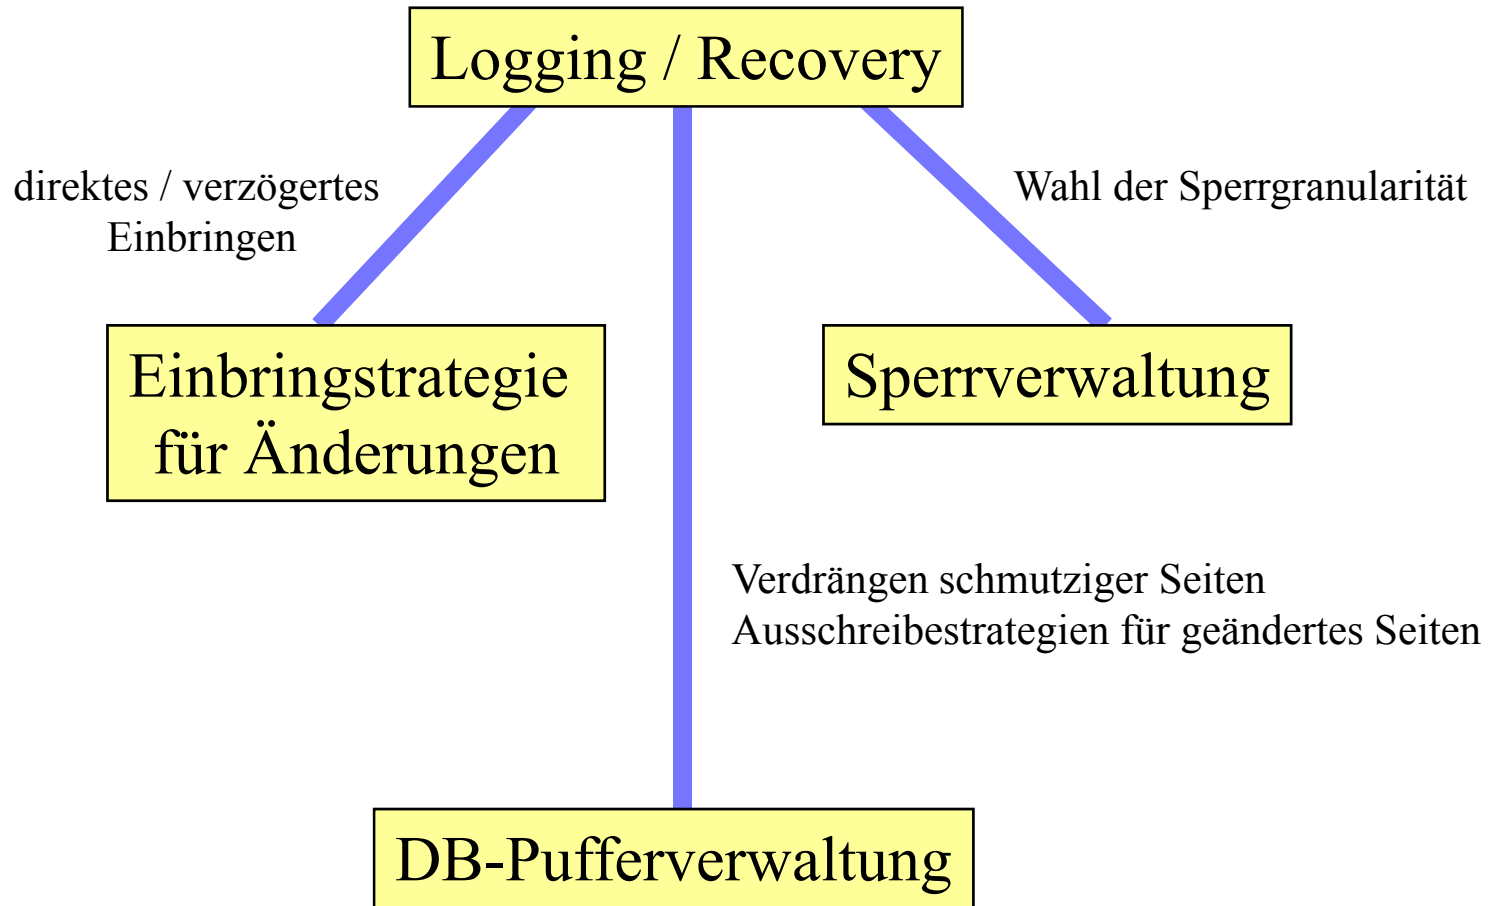 Logging / Recovery
direktes / verzögertes
Einbringen
Wahl der Sperrgranularität
Einbringstrategie
für Änderungen
Sperrverwaltung
Verdrängen schmutziger Seiten
Ausschreibestrategien für geändertes Seiten
DB-Pufferverwaltung